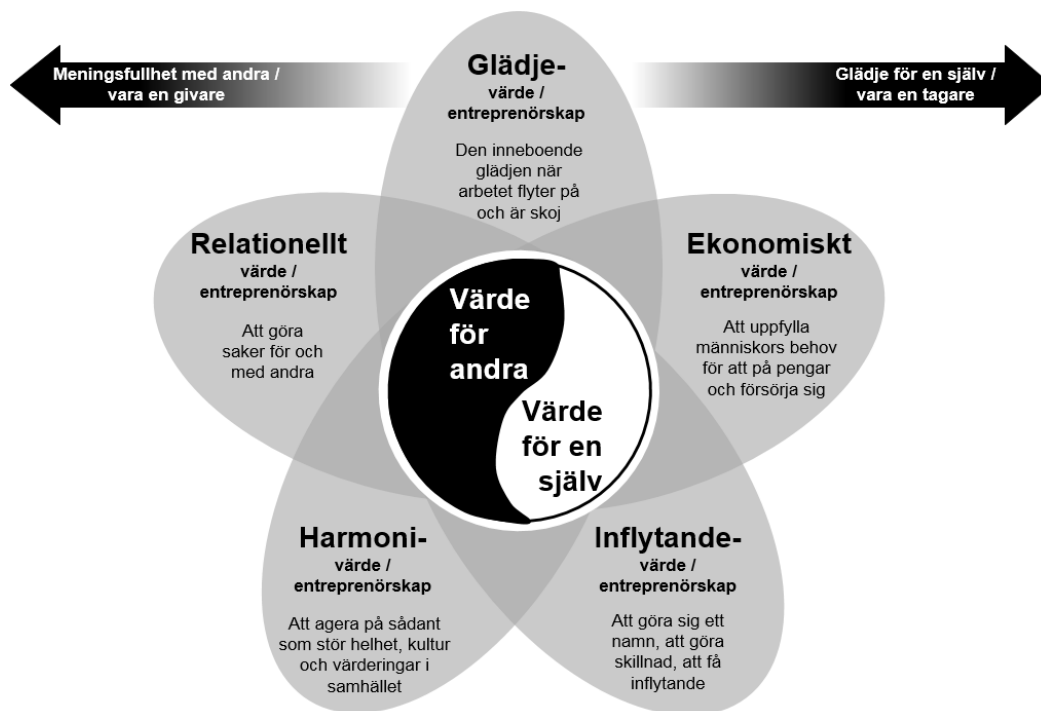 Meningsfullhet med andra /
vara en givare
Glädje-
värde /
entreprenörskap
Den inneboende
glädjen när
arbetet flyter på
och är skoj
Glädje för en själv /
vara en tagare
Relationellt
värde /
entreprenörskap
Att göra
saker för och
med andra
Ekonomiskt
värde /
entreprenörskap
Att uppfylla
människors behov
för att på pengar
och försörja sig
Värde
för
andra
Värde
för en
själv
Harmoni-
värde /
entreprenörskap
Att agera på sådant
som stör helhet, kultur
och värderingar i
samhället
Inflytande-
värde /
entreprenörskap
Att göra sig ett
namn, att göra
skillnad, att få
inflytande